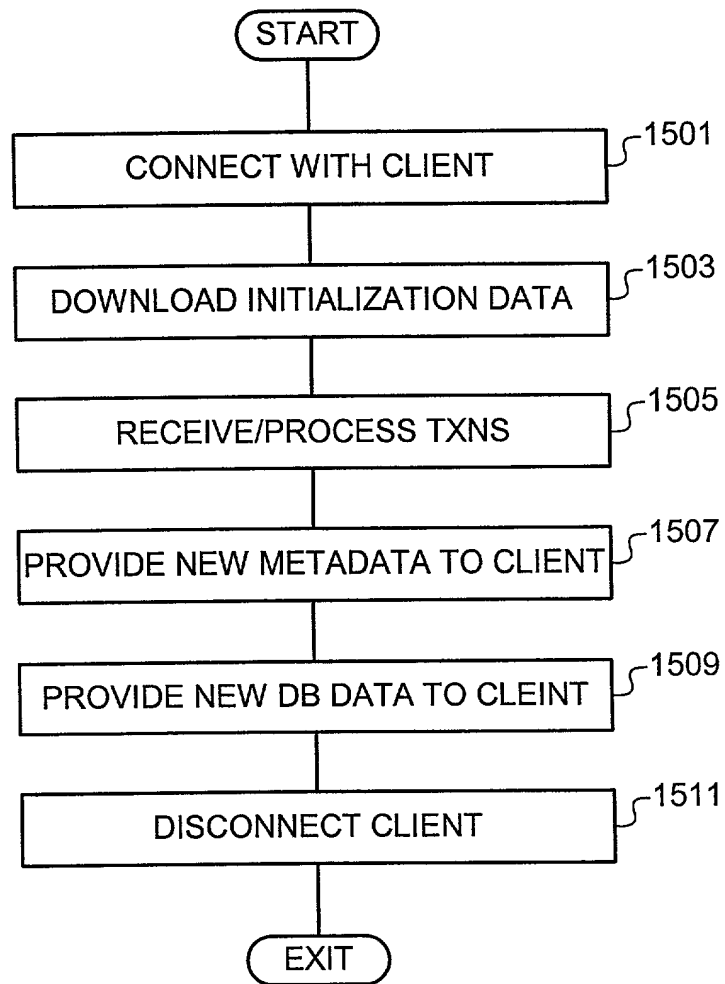 START
CONNECT WITH CLIENT
1501
DOWNLOAD INITIALIZATION DATA
1503
RECEIVE/PROCESS TXNS
1505
PROVIDE NEW METADATA TO CLIENT
1507
PROVIDE NEW DB DATA TO CLEINT
1509
DISCONNECT CLIENT
1511
EXIT